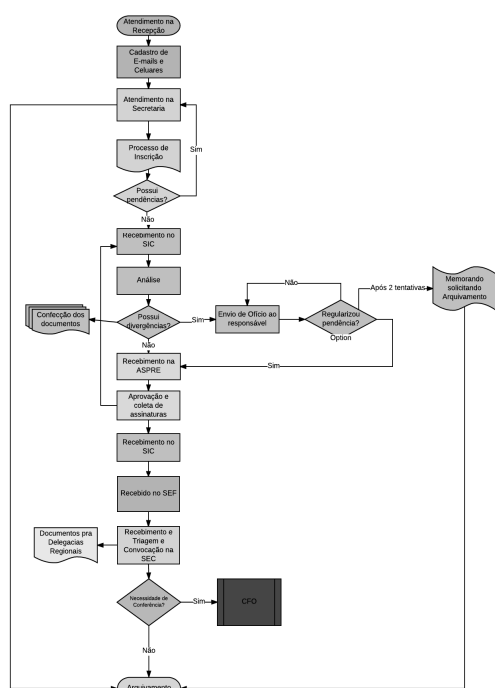 Atendimento na
Recepção
Cadastro de
E-mails e
Celuares
Atendimento na
Secretaria
Processo de
Inscrição
Sim
Possui
pendências?
Não
Recebimento no
SIC
Análise
Não
Após 2 tentativas
Memorando
solicitando
Arquivamento
Confecção dos
documentos
Possui
divergências?
Sim
Envio de Ofício ao
responsável
Regularizou
pendência?
Option
Não
Sim
Recebimento na
ASPRE
Aprovação e
coleta de
assinaturas
Recebimento no
SIC
Recebido no SEF
Documentos pra
Delegacias
Regionais
Recebimento e
Triagem e
Convocação na
SEC
Necessidade de
Conferência?
Sim
CFO
Não
Arquivamento